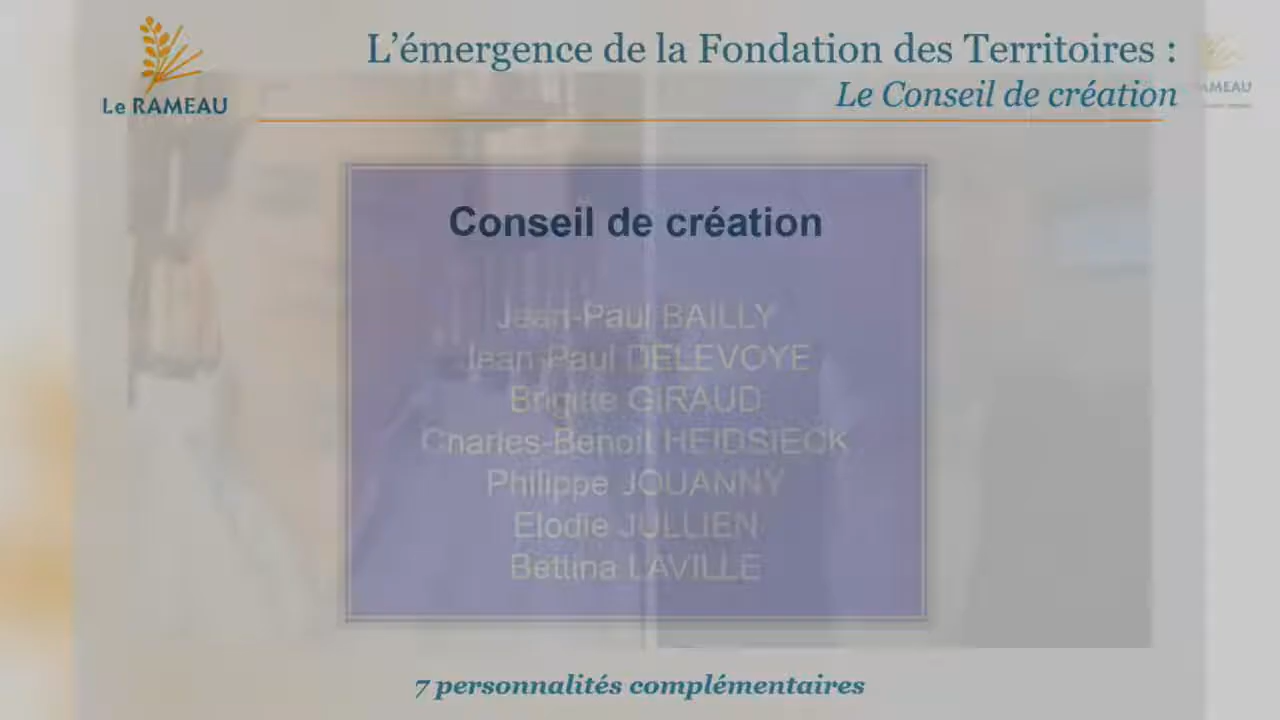 L'émergence de la Fondation des Territoires :
Le Conseil de création
Le RAMEAU
AMEAU
Conseil de création
Jean-Paul BAILLY
Jean-Paul DELEVOYE
Brigitte GIRAUD
Charles-Benoit HEIDSIECK
Philippe JOUANNY
Elodie JULLIEN
Bettina LAVILLE
7 personnalités complémentaires